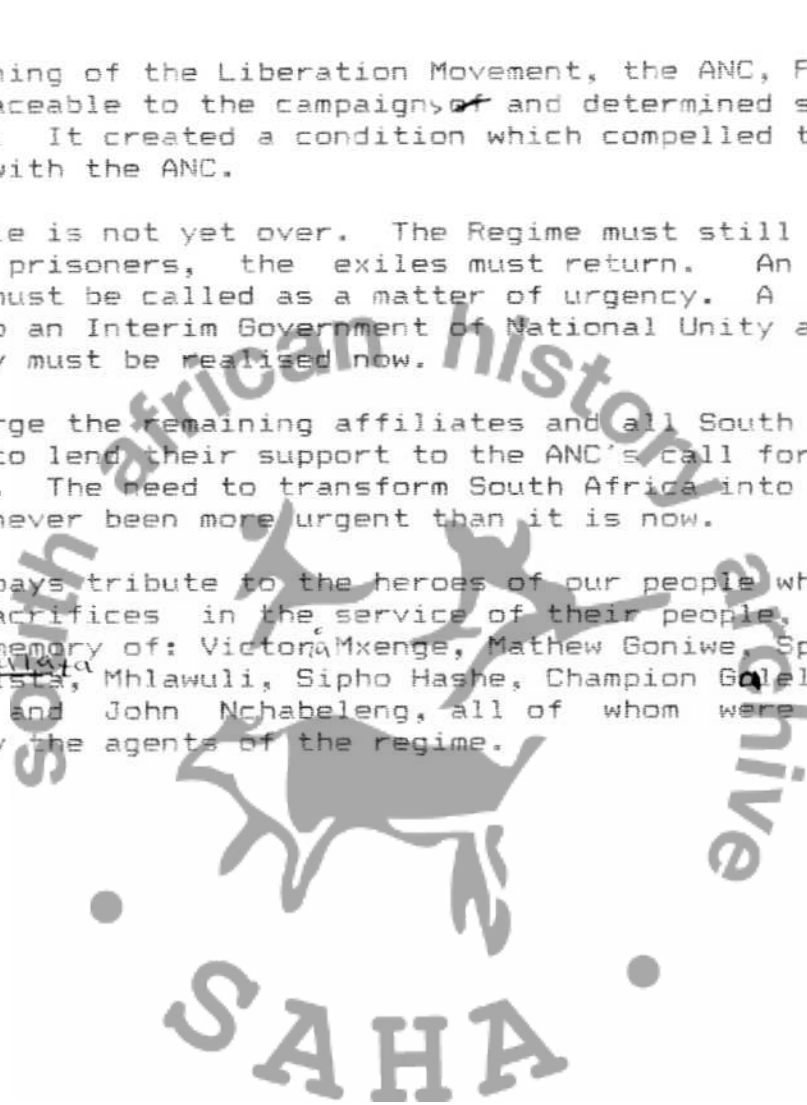 ning of the Liberation Movement, the ANC, F
aceable to the campaigns of and determined s
It created a condition which compelled t
with the ANC.
le is not yet over. The Regime must still
prisoners, the exiles must return. An
must be called as a matter of urgency. A
o an Interim Government of National Unity a
y must be realised now.
rge the remaining affiliates and all South
to lend their support to the ANC's call for
. The need to transform South Africa into
never been more urgent than it is now.
pays tribute to the heroes of our people wh
acrifices in the service of their people.
memory of: Victoria Mxenge, Mathew Goniwe, Sp
Mhlawuli, Sipho Hashe, Champion Galel
and John Nchabeleng, all of whom were
y the agents of the regime.
south african history archive
SAHA